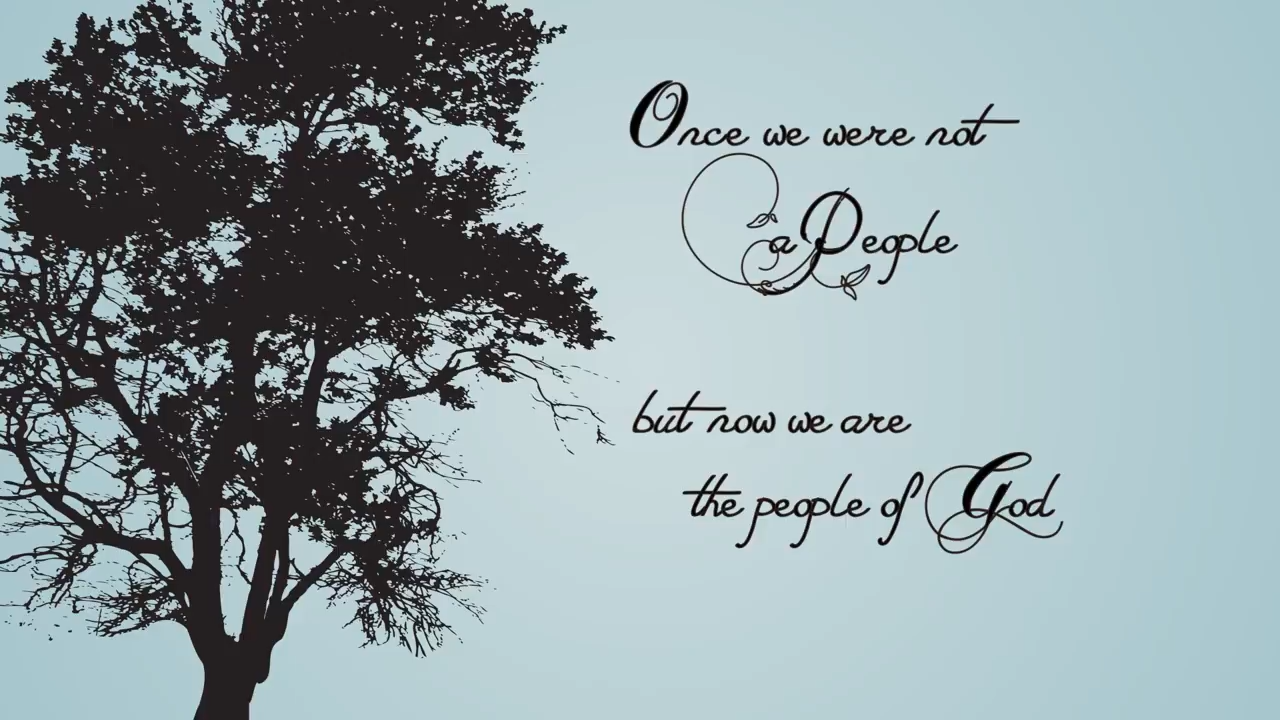 Once we were not
a People
but now we are
the people of God